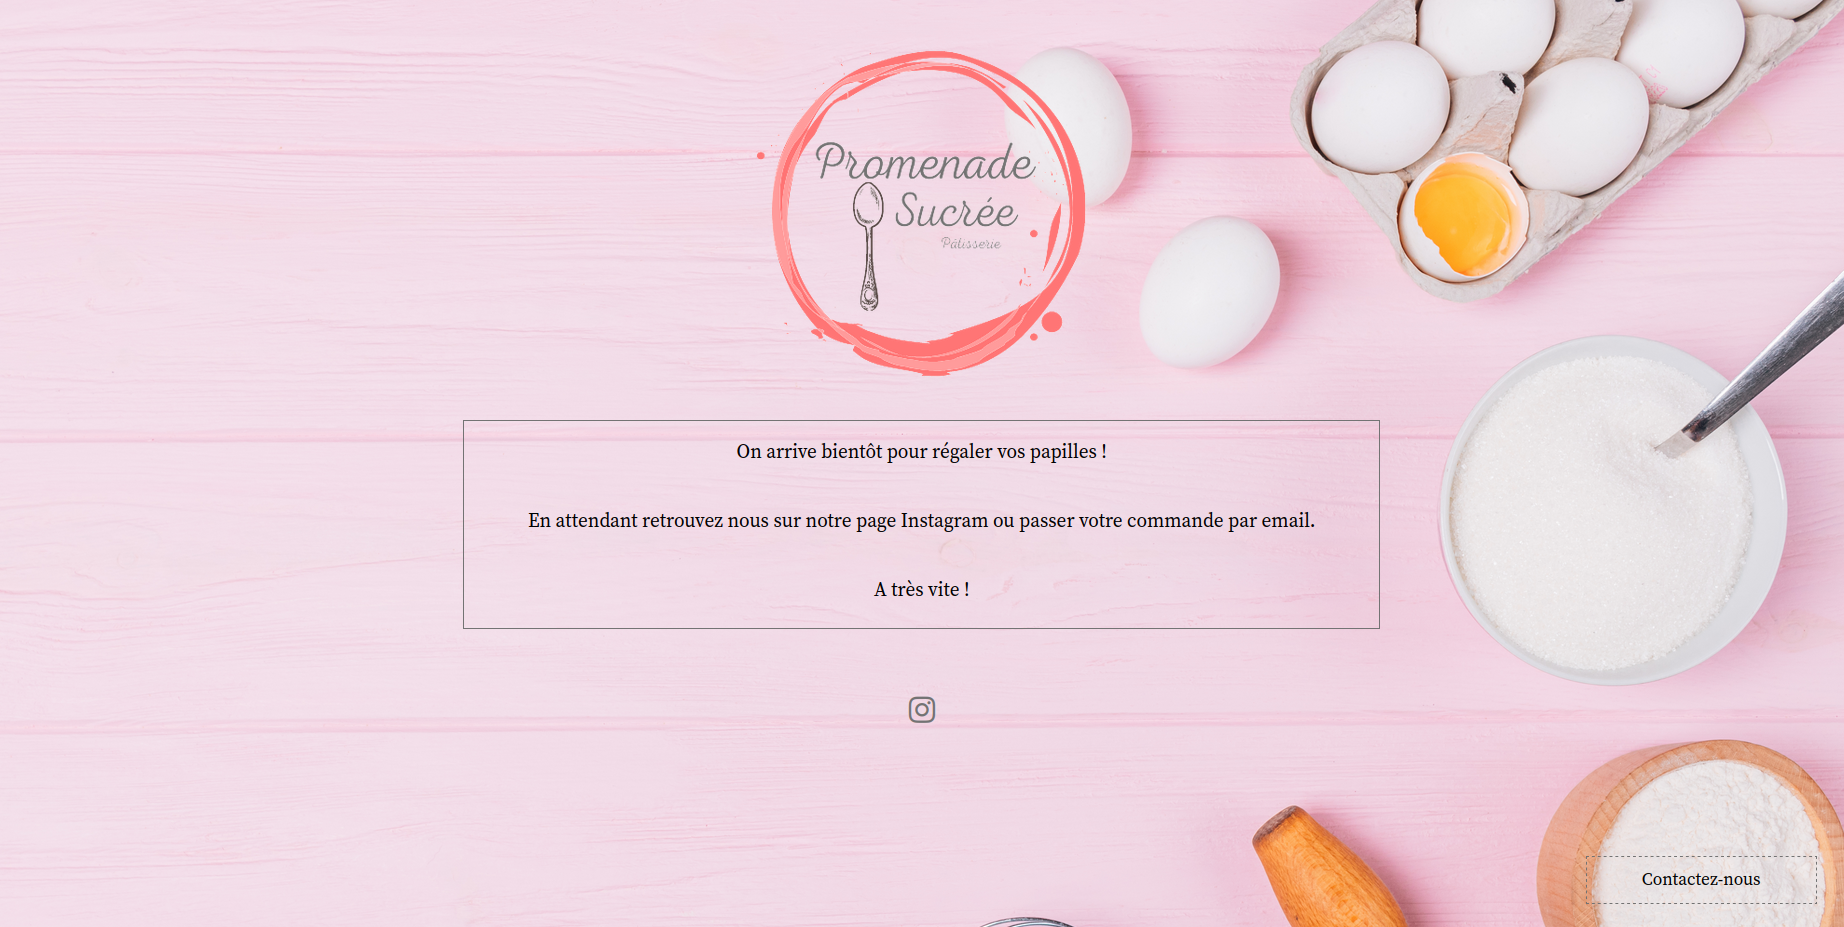 Promenade
Sucrée
Pâtisserie
On arrive bientôt pour régaler vos papilles !
En attendant retrouvez nous sur notre page Instagram ou passer votre commande par email.
A très vite !
Contactez-nous